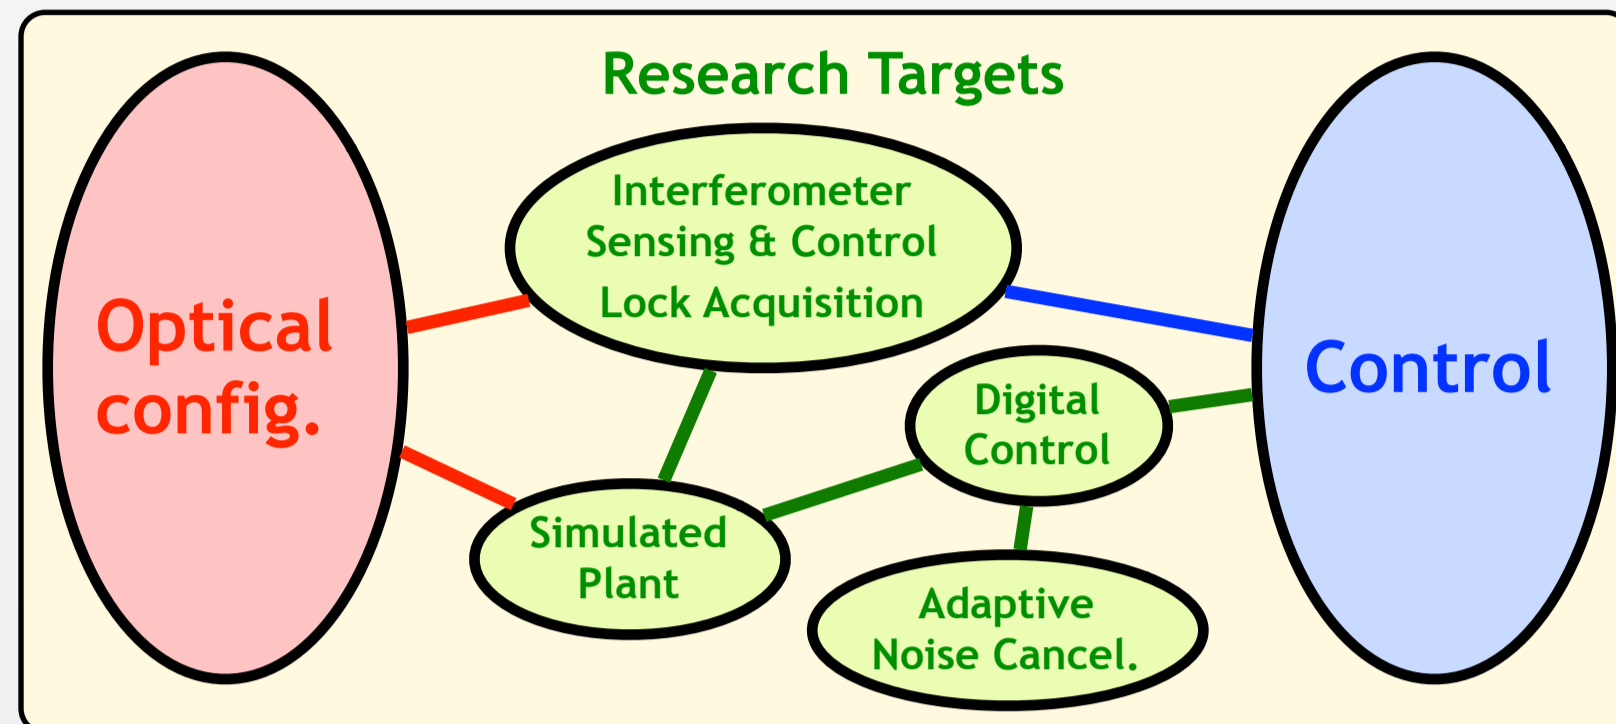 Research Targets
Optical
config.
Interferometer
Sensing & Control
Lock Acquisition
Control
Digital
Control
Simulated
Plant
Adaptive
Noise Cancel.